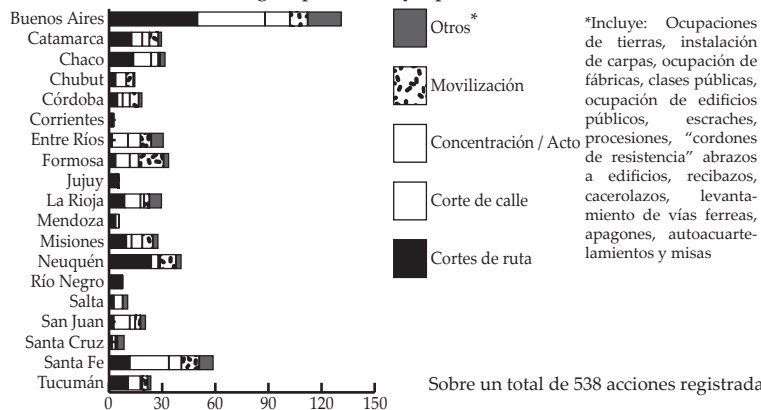 Buenos Aires
Catamarca
Chaco
Chubut
Córdoba
Corrientes
Entre Ríos
Formosa
Jujuy
La Rioja
Mendoza
Misiones
Neuquén
Río Negro
Salta
San Juan
Santa Cruz
Santa Fe
Tucumán
0 30 60 90 120 150
Otros*
Movilización
Concentración / Acto
Corte de calle
Cortes de ruta
*Incluye: Ocupaciones
de tierras, instalación
de carpas, ocupación de
fábricas, clases públicas,
ocupación de edificios
públicos, escraches,
procesiones, “cordones
de resistencia” abrazos
a edificios, recibazos,
cacerolazos, levanta-
miento de vías ferreas,
apagones, autoacuarte-
lamientos y misas
Sobre un total de 538 acciones registrada